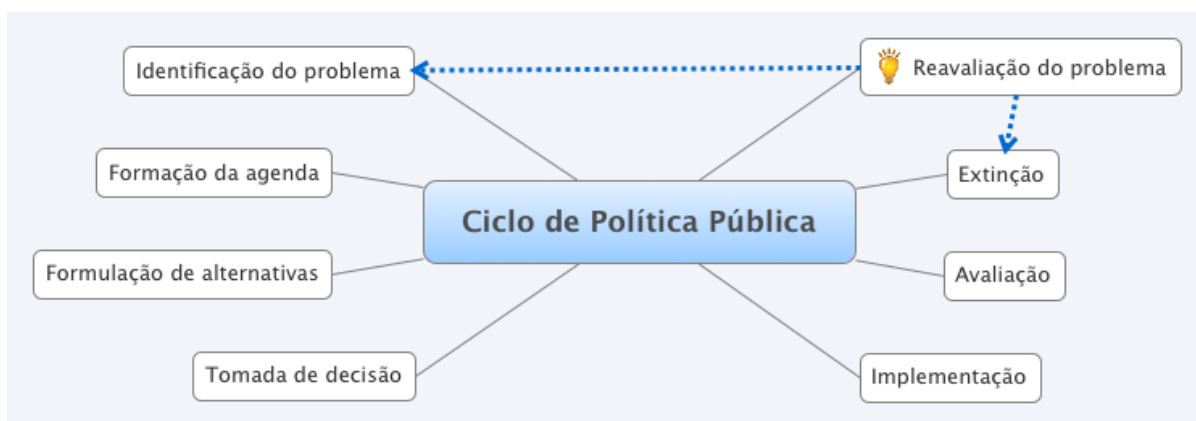 Identificação do problema
Reavaliação do problema
Formação da agenda
Extinção
Ciclo de Política Pública
Formulação de alternativas
Avaliação
Tomada de decisão
Implementação